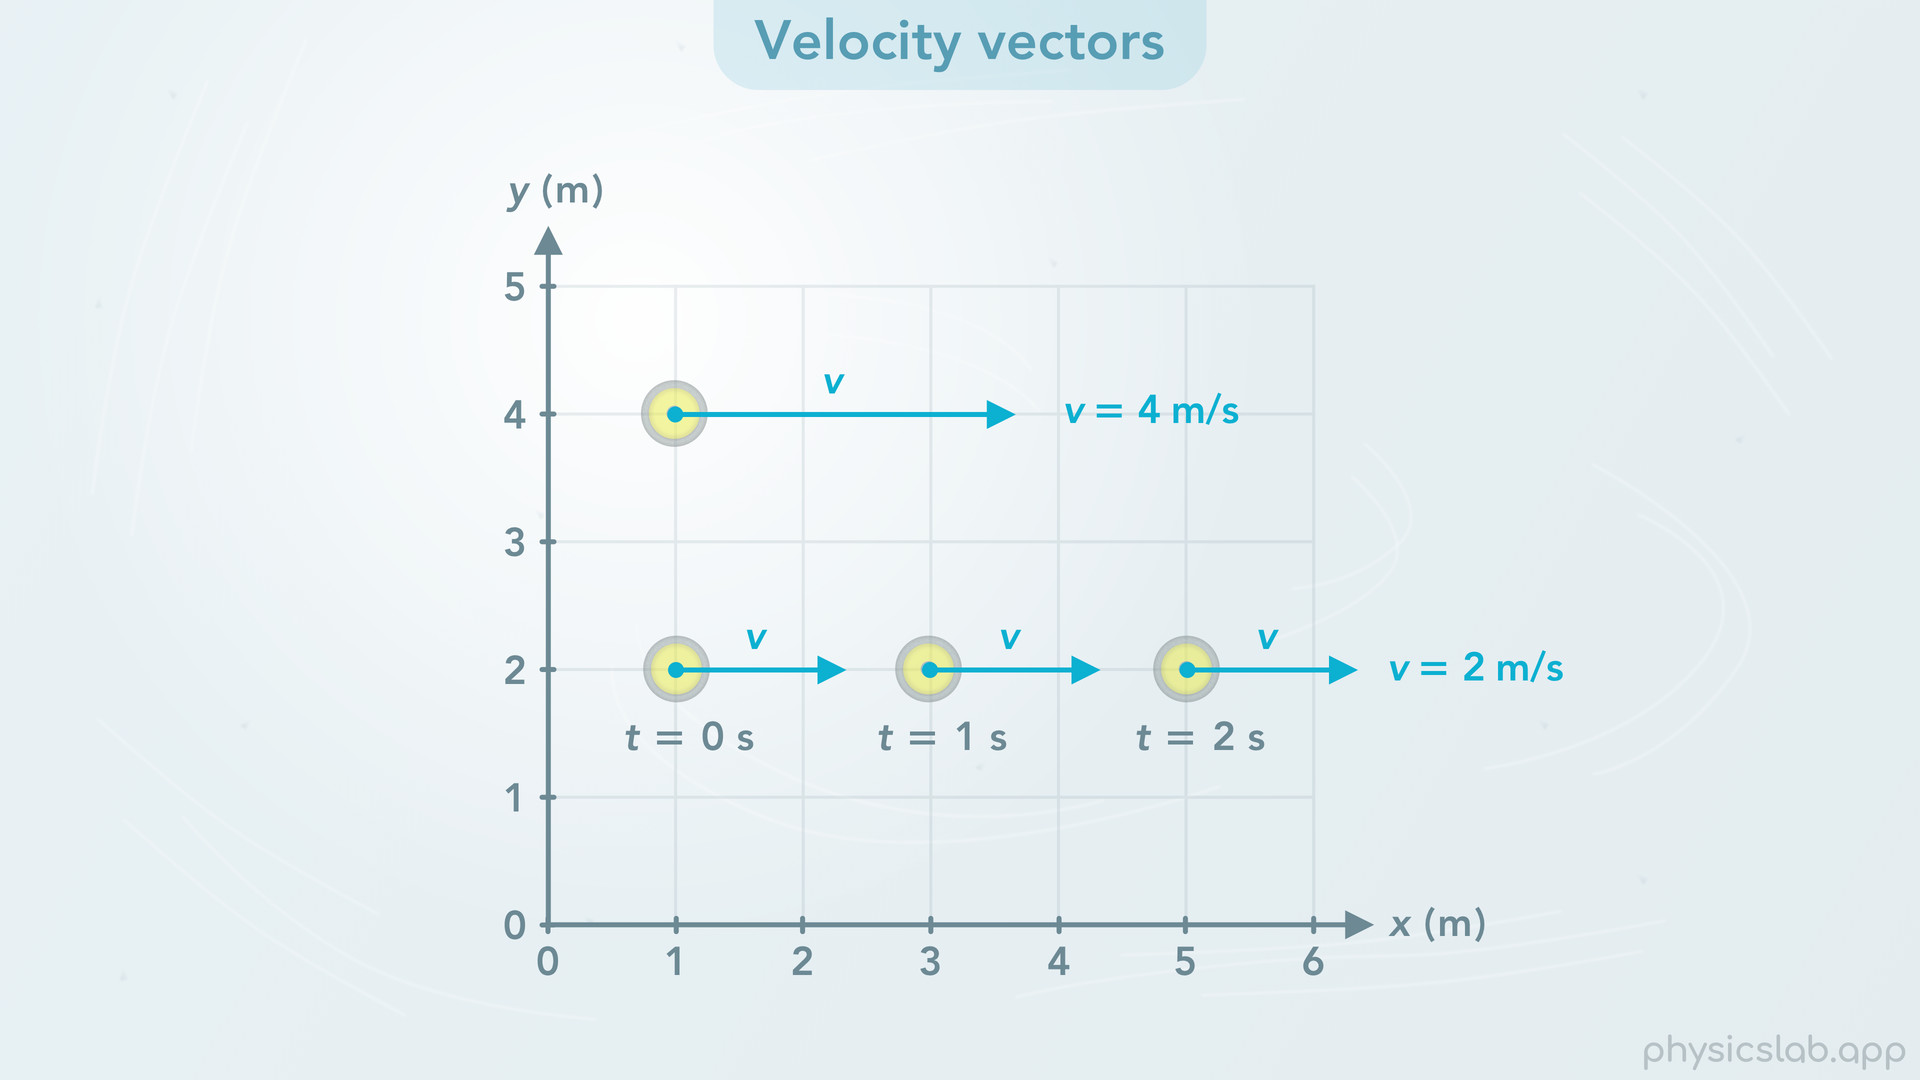 Velocity vectors
y (m)
5
v
4
v = 4 m/s
3
v
v
v
2
v = 2 m/s
t = 0 s
t = 1 s
t = 2 s
1
0
x (m)
0 1 2 3 4 5 6
physicslab.app